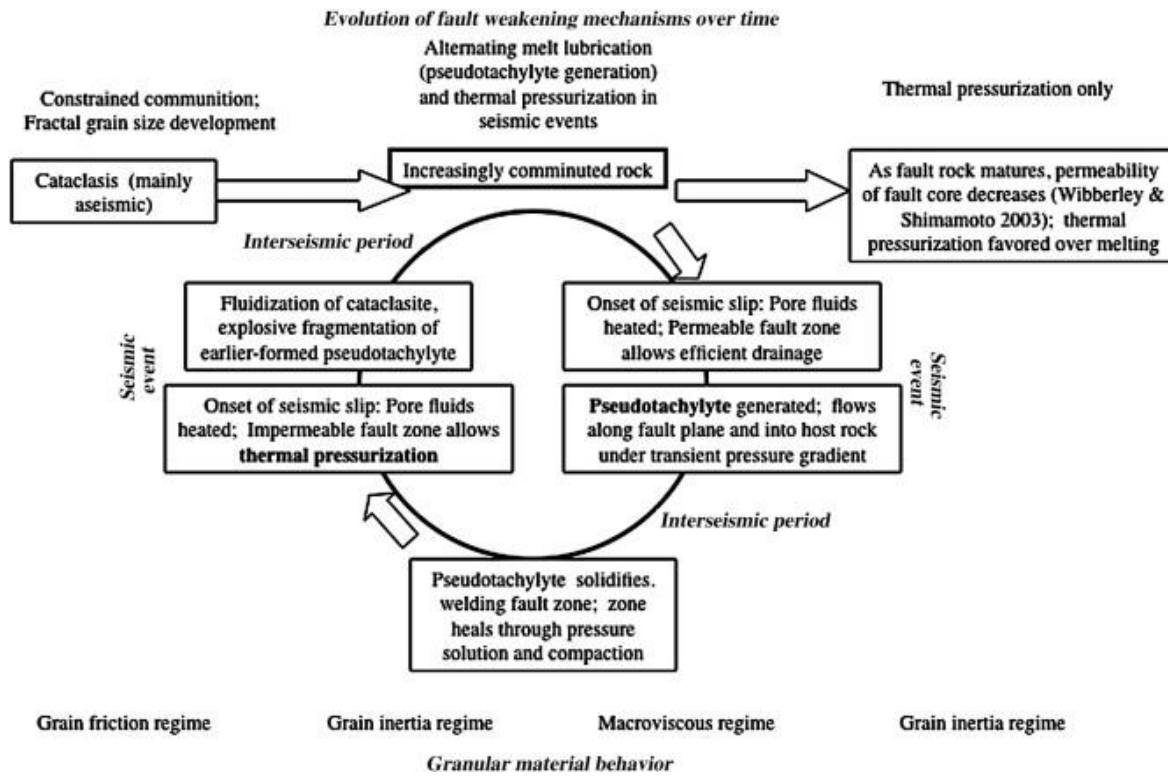 Evolution of fault weakening mechanisms over time
Alternating melt lubrication
(pseudotachylyte generation)
and thermal pressurization in
seismic events
Constrained communition;
Fractal grain size development
Thermal pressurization only
Cataclasis (mainly
aseismic)
Increasingly comminuted rock
As fault rock matures, permeability
of fault core decreases (Wibberley &
Shimamoto 2003); thermal
pressurization favored over melting
Interseismic period
Fluidization of cataclasite,
explosive fragmentation of
earlier-formed pseudotachylyte
Onset of seismic slip: Pore fluids
heated; Permeable fault zone
allows efficient drainage
Seismic
event
Seismic
event
Onset of seismic slip: Pore fluids
heated; Impermeable fault zone allows
thermal pressurization
Pseudotachylyte generated; flows
along fault plane and into host rock
under transient pressure gradient
Interseismic period
Pseudotachylyte solidifies.
welding fault zone; zone
heals through pressure
solution and compaction
Grain friction regime
Grain inertia regime
Macroviscous regime
Grain inertia regime
Granular material behavior